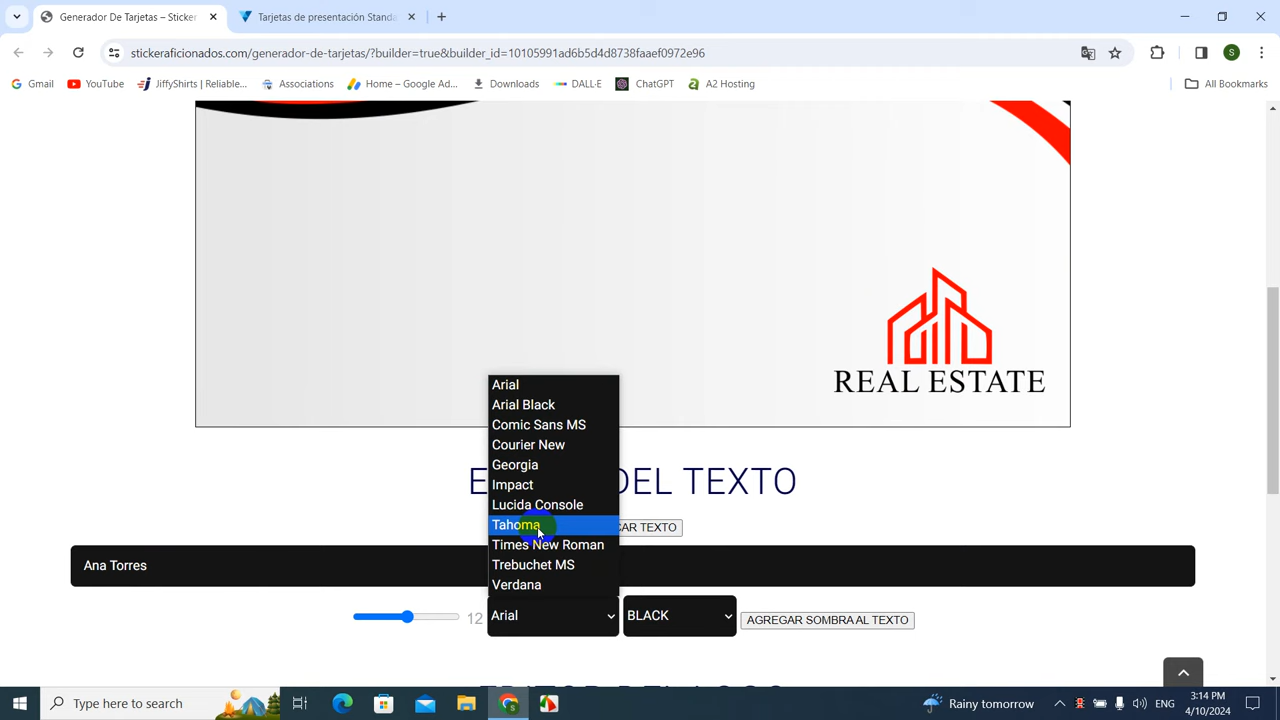 Generador De Tarjetas – Sticker
Tarjetas de presentación Standa
stickeraficionados.com/generador-de-tarjetas/?builder=true&builder_id=10105991ad6b5d4d8738faaef0972e96
Gmail
YouTube
JiffyShirts | Reliable...
Associations
Home – Google Ad...
Downloads
DALL·E
ChatGPT
A2 Hosting
All Bookmarks
REAL ESTATE
Arial
Arial Black
Comic Sans MS
Courier New
Georgia
Impact
Lucida Console
Tahoma
Times New Roman
Trebuchet MS
Verdana
E DEL TEXTO
CAR TEXTO
Ana Torres
12
Arial
BLACK
AGREGAR SOMBRA AL TEXTO
Type here to search
Rainy tomorrow
ENG
3:14 PM
4/10/2024